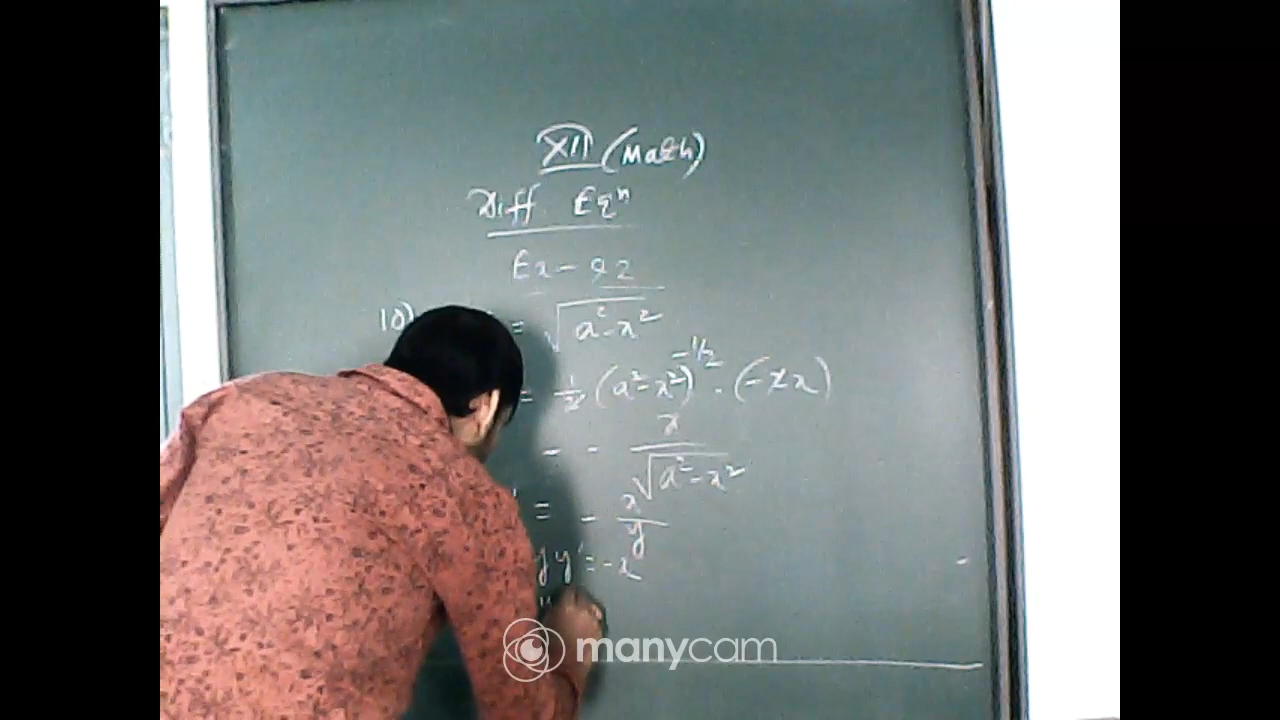 XII (Math)
Diff Eqⁿ
Ex - 9.2
10) = √(a² - x²)
= 1/2 (a² - x²)^(-1/2) . (-2x)
= - x/√(a² - x²)
' = - x/y
yy' = -x
manycam